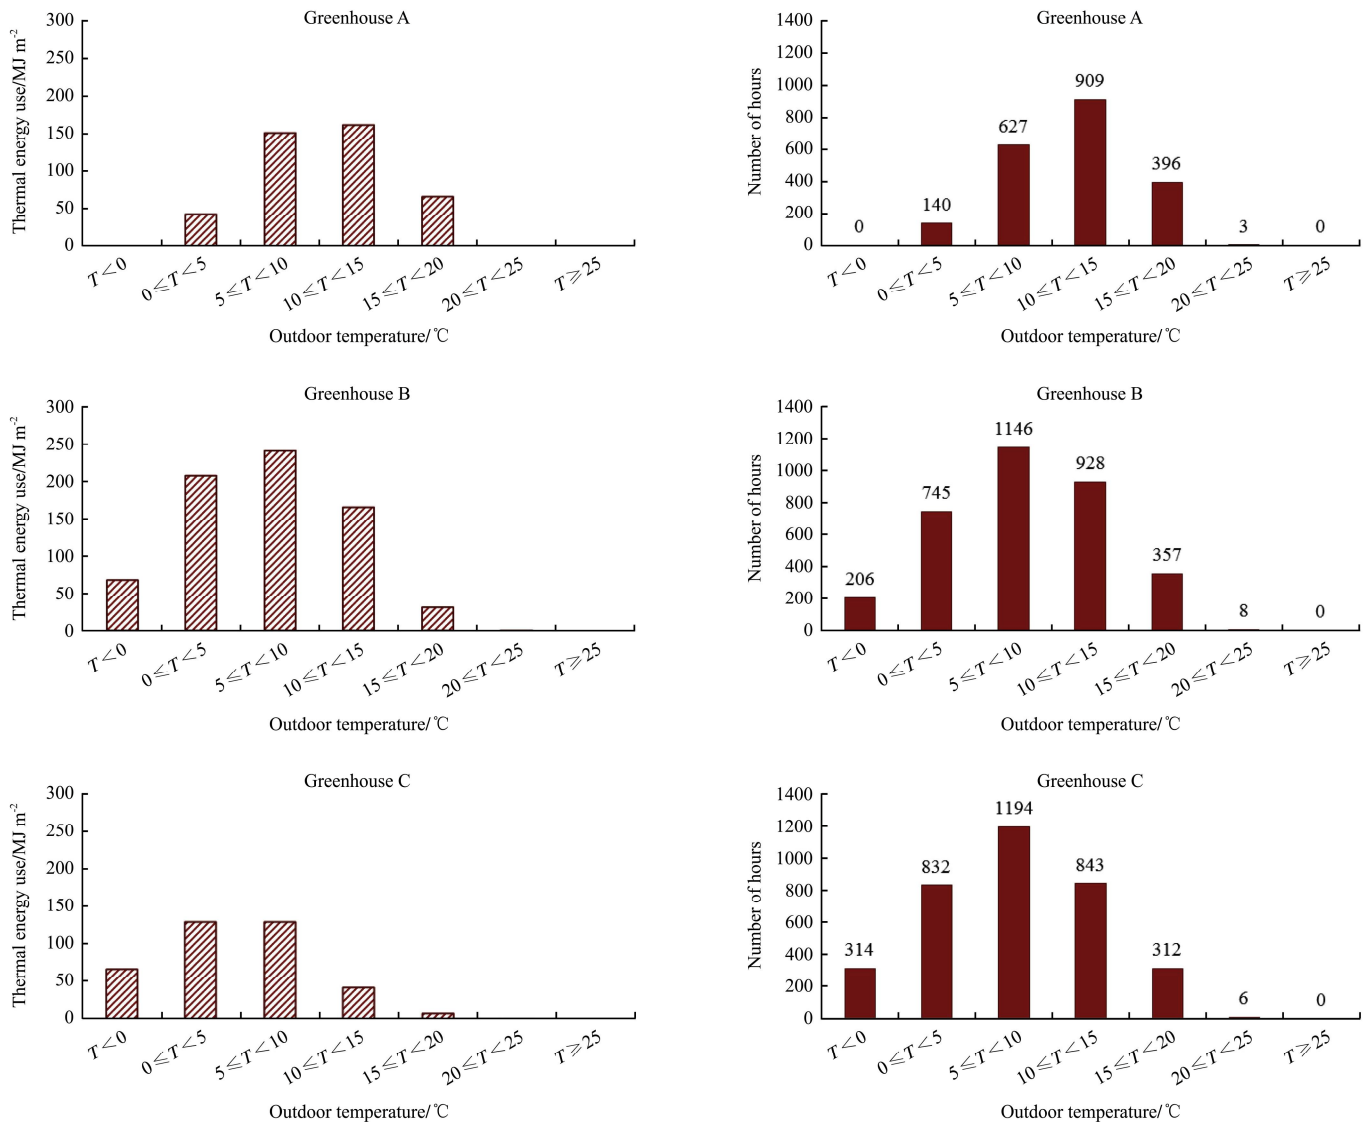 Greenhouse A
Thermal energy use/MJ m-2
300
250
200
150
100
50
0
T<0
0≤T<5
5≤T<10
10≤T<15
15≤T<20
20≤T<25
T⩾25
Outdoor temperature/℃
Greenhouse A
Number of hours
1400
1200
1000
800
600
400
200
0
0
140
627
909
396
3
0
T<0
0≤T<5
5≤T<10
10≤T<15
15≤T<20
20≤T<25
T⩾25
Outdoor temperature/℃
Greenhouse B
Thermal energy use/MJ m-2
300
250
200
150
100
50
0
T<0
0≤T<5
5≤T<10
10≤T<15
15≤T<20
20≤T<25
T⩾25
Outdoor temperature/℃
Greenhouse B
Number of hours
1400
1200
1000
800
600
400
200
0
206
745
1146
928
357
8
0
T<0
0≤T<5
5≤T<10
10≤T<15
15≤T<20
20≤T<25
T⩾25
Outdoor temperature/℃
Greenhouse C
Thermal energy use/MJ m-2
300
250
200
150
100
50
0
T<0
0≤T<5
5≤T<10
10≤T<15
15≤T<20
20≤T<25
T⩾25
Outdoor temperature/℃
Greenhouse C
Number of hours
1400
1200
1000
800
600
400
200
0
314
832
1194
843
312
6
0
T<0
0≤T<5
5≤T<10
10≤T<15
15≤T<20
20≤T<25
T⩾25
Outdoor temperature/℃